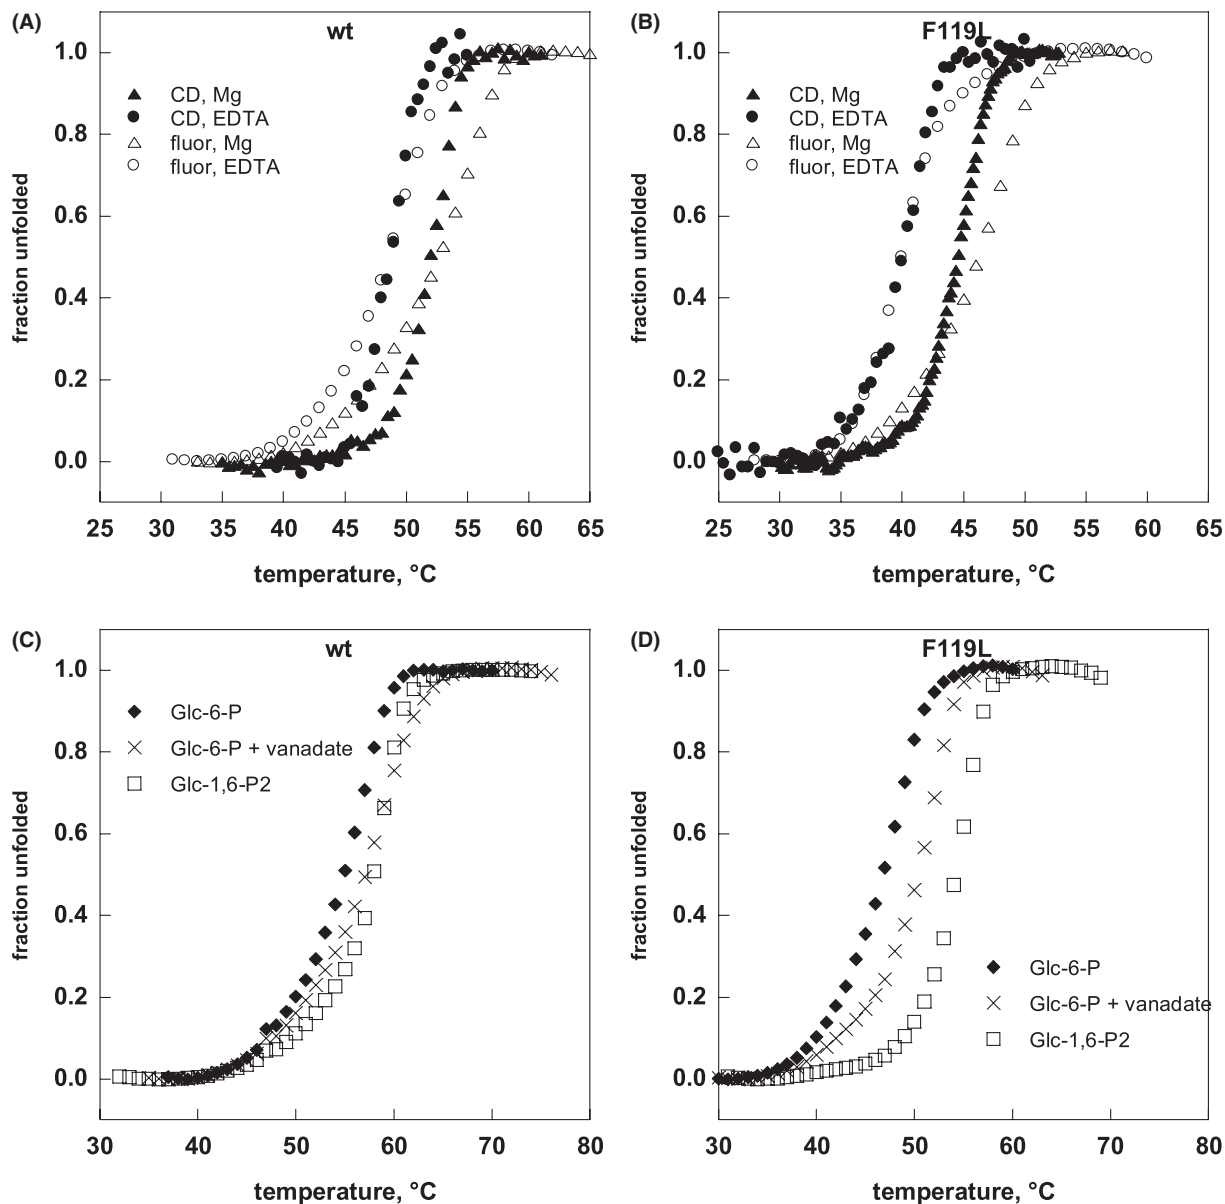 (A)
wt
fraction unfolded
1.0
0.8
0.6
0.4
0.2
0.0
CD, Mg
CD, EDTA
fluor, Mg
fluor, EDTA
25 30 35 40 45 50 55 60 65
temperature, °C
(B)
F119L
fraction unfolded
1.0
0.8
0.6
0.4
0.2
0.0
CD, Mg
CD, EDTA
fluor, Mg
fluor, EDTA
25 30 35 40 45 50 55 60 65
temperature, °C
(C)
wt
fraction unfolded
1.0
0.8
0.6
0.4
0.2
0.0
Glc-6-P
Glc-6-P + vanadate
Glc-1,6-P2
30 40 50 60 70 80
temperature, °C
(D)
F119L
fraction unfolded
1.0
0.8
0.6
0.4
0.2
0.0
Glc-6-P
Glc-6-P + vanadate
Glc-1,6-P2
30 40 50 60 70 80
temperature, °C